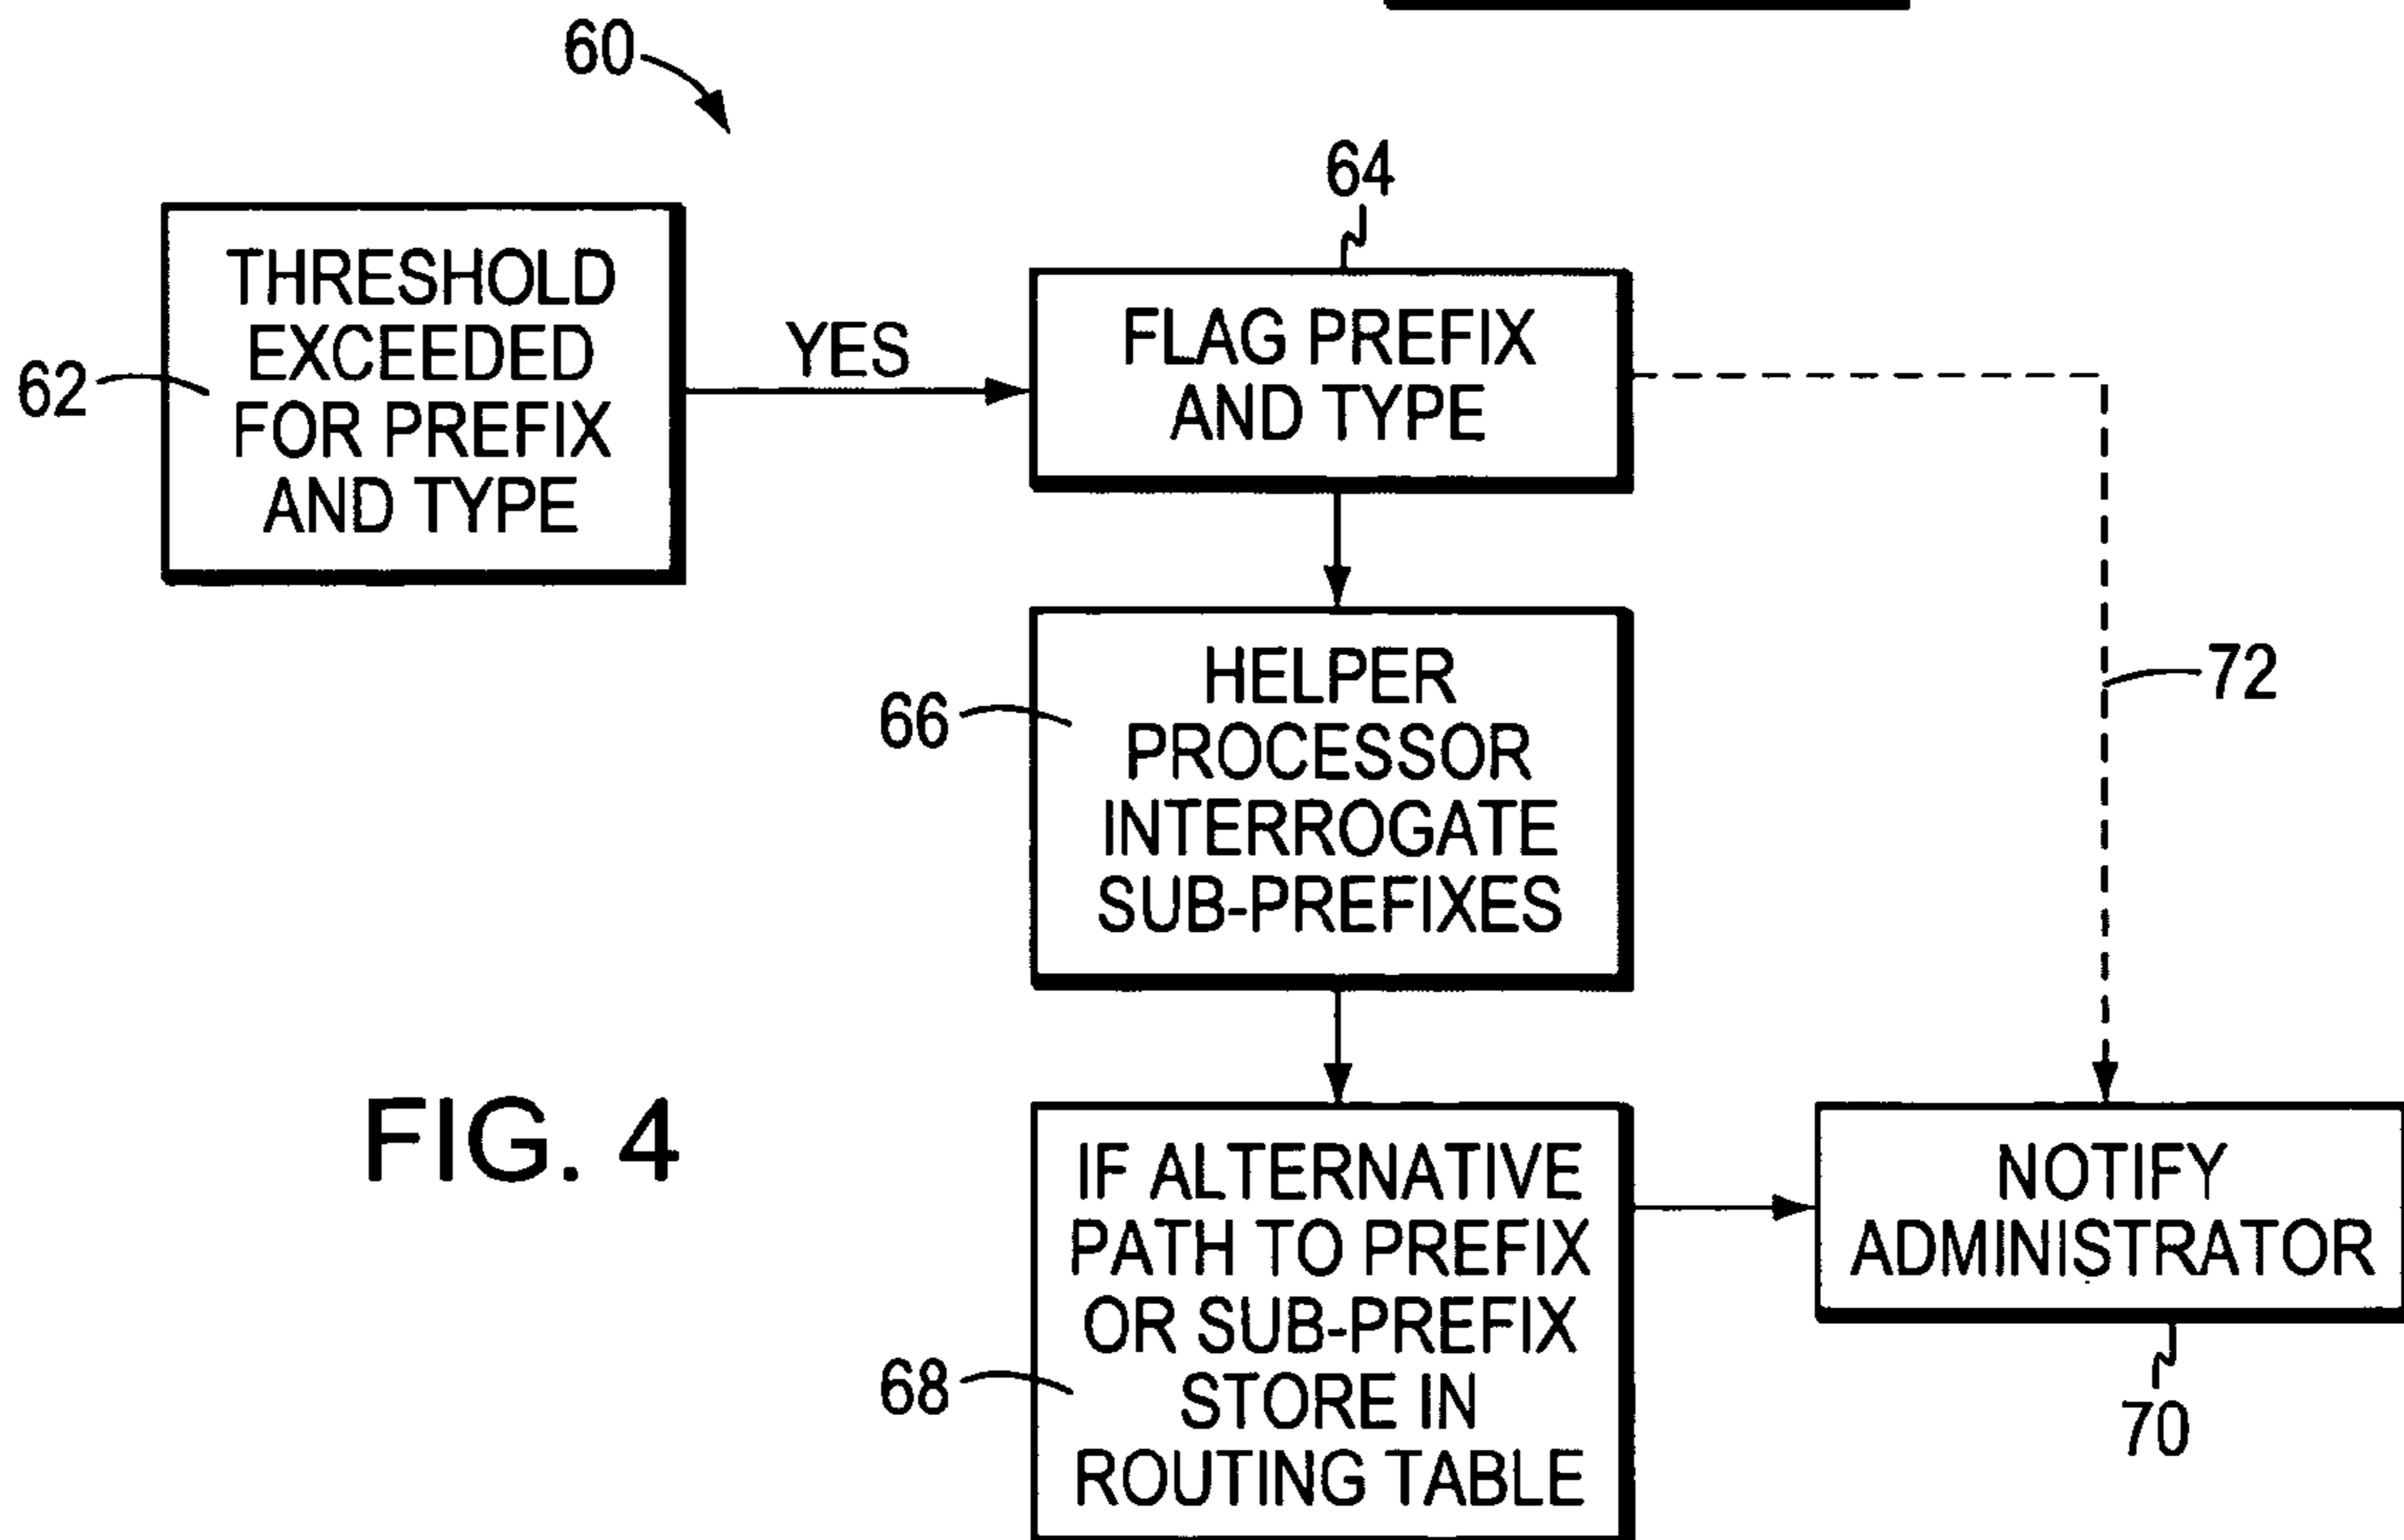 60
64
THRESHOLD
EXCEEDED
FOR PREFIX
AND TYPE
62
YES
FLAG PREFIX
AND TYPE
HELPER
PROCESSOR
INTERROGATE
SUB-PREFIXES
66
72
FIG. 4
IF ALTERNATIVE
PATH TO PREFIX
OR SUB-PREFIX
STORE IN
ROUTING TABLE
68
NOTIFY
ADMINISTRATOR
70